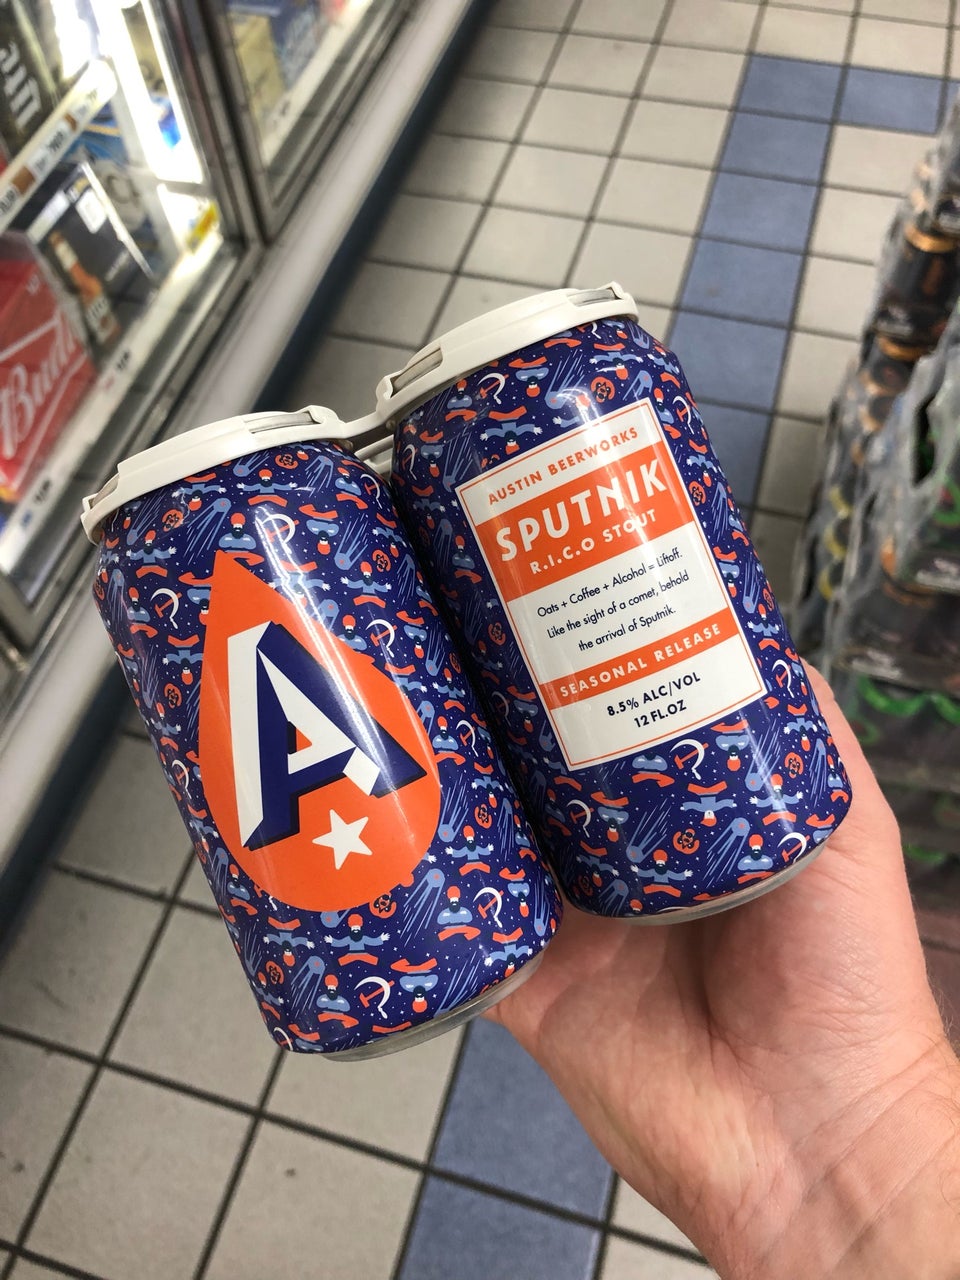 A
AUSTIN BEERWORKS
SPUTNIK
R.I.C.O STOUT
Oats + Coffee + Alcohol = Liftoff.
Like the sight of a comet, behold
the arrival of Sputnik.
SEASONAL RELEASE
8.5% ALC/VOL
12 FL.OZ